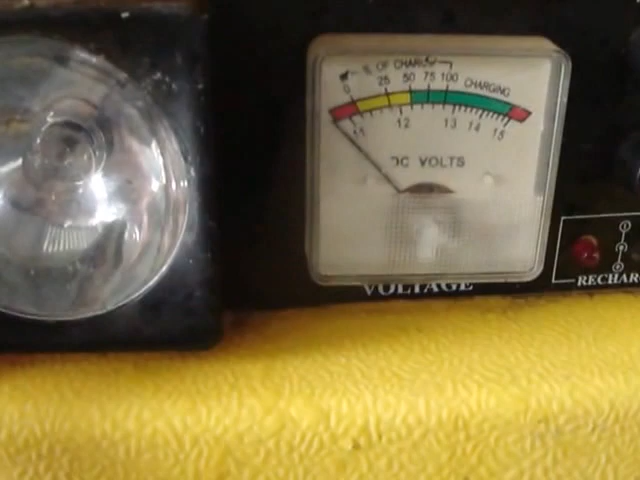 % OF CHARGE
0 25 50 75 100 CHARGING
11 12 13 14 15
DC VOLTS
VOLTAGE
RECHAR